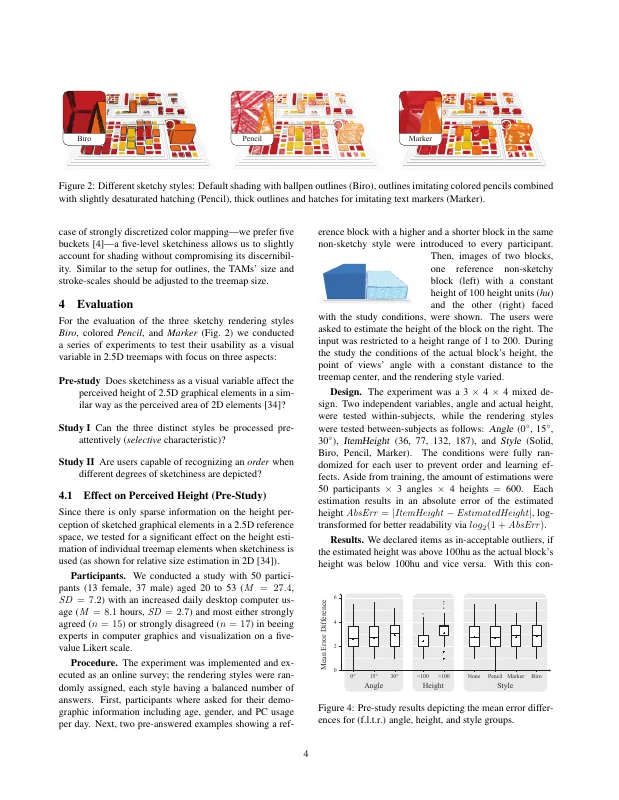 Biro
Pencil
Marker
Figure 2: Different sketchy styles: Default shading with ballpen outlines (Biro), outlines imitating colored pencils combined
with slightly desaturated hatching (Pencil), thick outlines and hatches for imitating text markers (Marker).
case of strongly discretized color mapping—we prefer five
buckets [4]—a five-level sketchiness allows us to slightly
account for shading without compromising its discernibil-
ity. Similar to the setup for outlines, the TAMs' size and
stroke-scales should be adjusted to the treemap size.
4 Evaluation
For the evaluation of the three sketchy rendering styles
Biro, colored Pencil, and Marker (Fig. 2) we conducted
a series of experiments to test their usability as a visual
variable in 2.5D treemaps with focus on three aspects:
Pre-study Does sketchiness as a visual variable affect the
perceived height of 2.5D graphical elements in a sim-
ilar way as the perceived area of 2D elements [34]?
Study I Can the three distinct styles be processed pre-
attentively (selective characteristic)?
Study II Are users capable of recognizing an order when
different degrees of sketchiness are depicted?
4.1 Effect on Perceived Height (Pre-Study)
Since there is only sparse information on the height per-
ception of sketched graphical elements in a 2.5D reference
space, we tested for a significant effect on the height esti-
mation of individual treemap elements when sketchiness is
used (as shown for relative size estimation in 2D [34]).
Participants. We conducted a study with 50 partici-
pants (13 female, 37 male) aged 20 to 53 (M = 27.4,
SD = 7.2) with an increased daily desktop computer us-
age (M = 8.1 hours, SD = 2.7) and most either strongly
agreed (n = 15) or strongly disagreed (n = 17) in beeing
experts in computer graphics and visualization on a five-
value Likert scale.
Procedure. The experiment was implemented and ex-
ecuted as an online survey; the rendering styles were ran-
domly assigned, each style having a balanced number of
answers. First, participants where asked for their demo-
graphic information including age, gender, and PC usage
per day. Next, two pre-answered examples showing a ref-
erence block with a higher and a shorter block in the same
non-sketchy style were introduced to every participant.
Then, images of two blocks,
one reference non-sketchy
block (left) with a constant
height of 100 height units (hu)
and the other (right) faced
with the study conditions, were shown. The users were
asked to estimate the height of the block on the right. The
input was restricted to a height range of 1 to 200. During
the study the conditions of the actual block's height, the
point of views' angle with a constant distance to the
treemap center, and the rendering style varied.
Design. The experiment was a 3 × 4 × 4 mixed de-
sign. Two independent variables, angle and actual height,
were tested within-subjects, while the rendering styles
were tested between-subjects as follows: Angle (0°, 15°,
30°), ItemHeight (36, 77, 132, 187), and Style (Solid,
Biro, Pencil, Marker). The conditions were fully ran-
domized for each user to prevent order and learning ef-
fects. Aside from training, the amount of estimations were
50 participants × 3 angles × 4 heights = 600. Each
estimation results in an absolute error of the estimated
height AbsErr = |ItemHeight − EstimatedHeight|, log-
transformed for better readability via log2(1 + AbsErr).
Results. We declared items as in-acceptable outliers, if
the estimated height was above 100hu as the actual block's
height was below 100hu and vice versa. With this con-
Mean Error Difference
6
4
2
0
0° 15° 30° <100 >100 None Pencil Marker Biro
Angle Height Style
Figure 4: Pre-study results depicting the mean error differ-
ences for (f.l.t.r.) angle, height, and style groups.
4